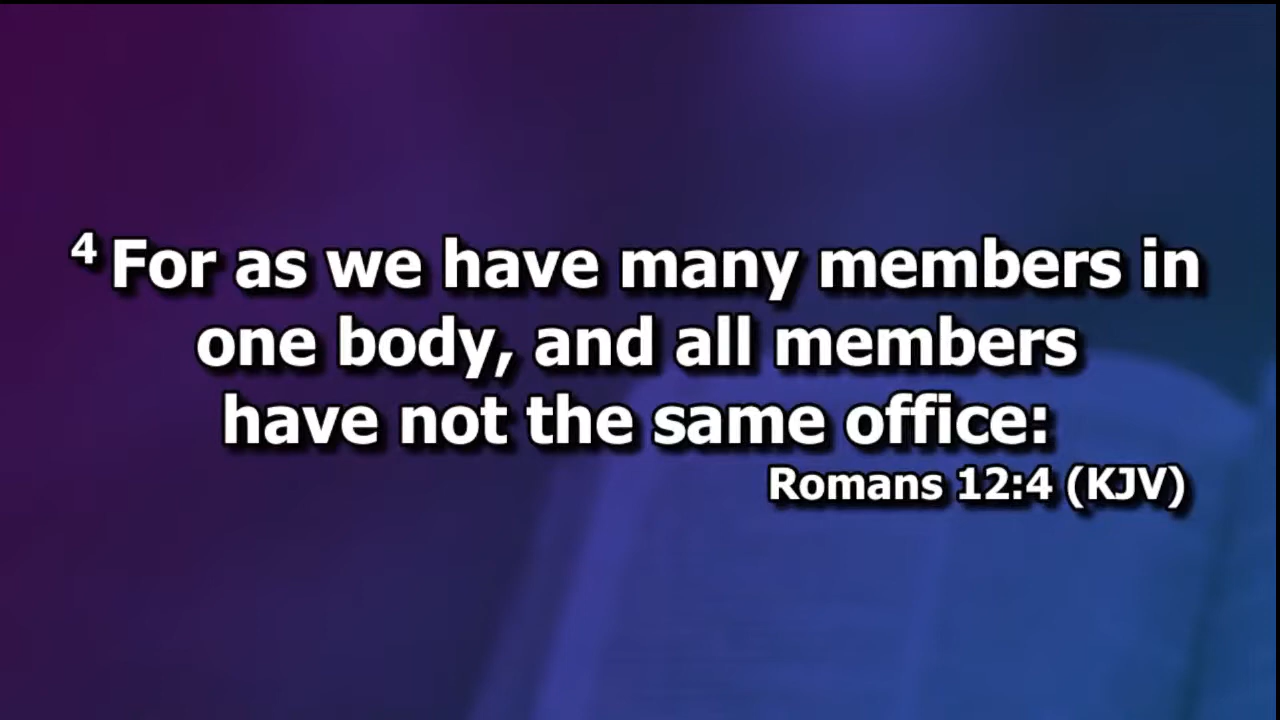 4 For as we have many members in
one body, and all members
have not the same office:
Romans 12:4 (KJV)